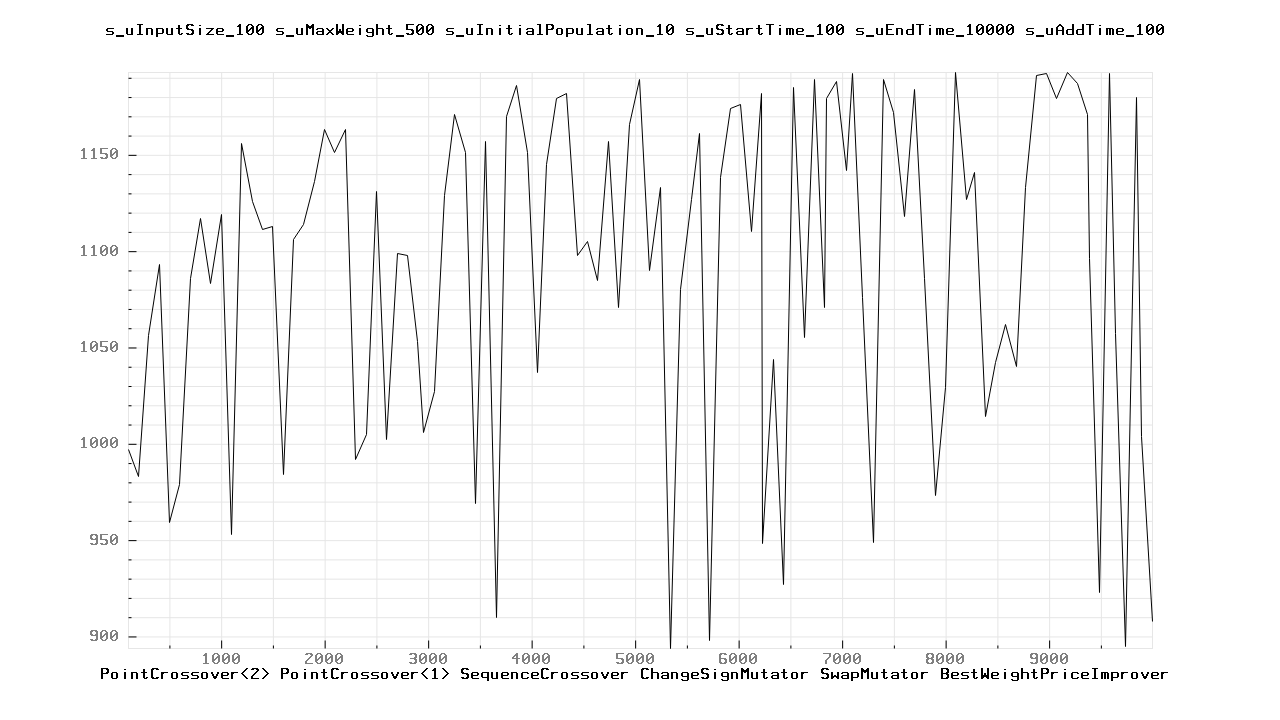 s_uInputSize_100 s_uMaxWeight_500 s_uInitialPopulation_10 s_uStartTime_100 s_uEndTime_10000 s_uAddTime_100
1150
1100
1050
1000
950
900
1000 2000 3000 4000 5000 6000 7000 8000 9000
PointCrossover<2> PointCrossover<1> SequenceCrossover ChangeSignMutator SwapMutator BestWeightPriceImprover